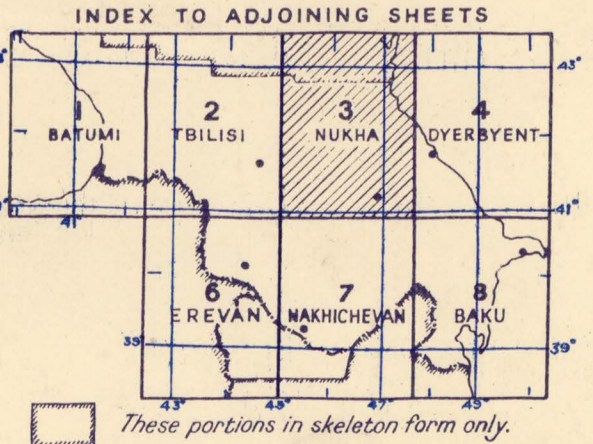 INDEX TO ADJOINING SHEETS
43°
1 2 3 4
BATUMI TBILISI NUKHA DYERBYENT
41 41°
6 7 8
EREVAN NAKHICHEVAN BAKU
39° 39°
43° 45° 47° 49°
These portions in skeleton form only.